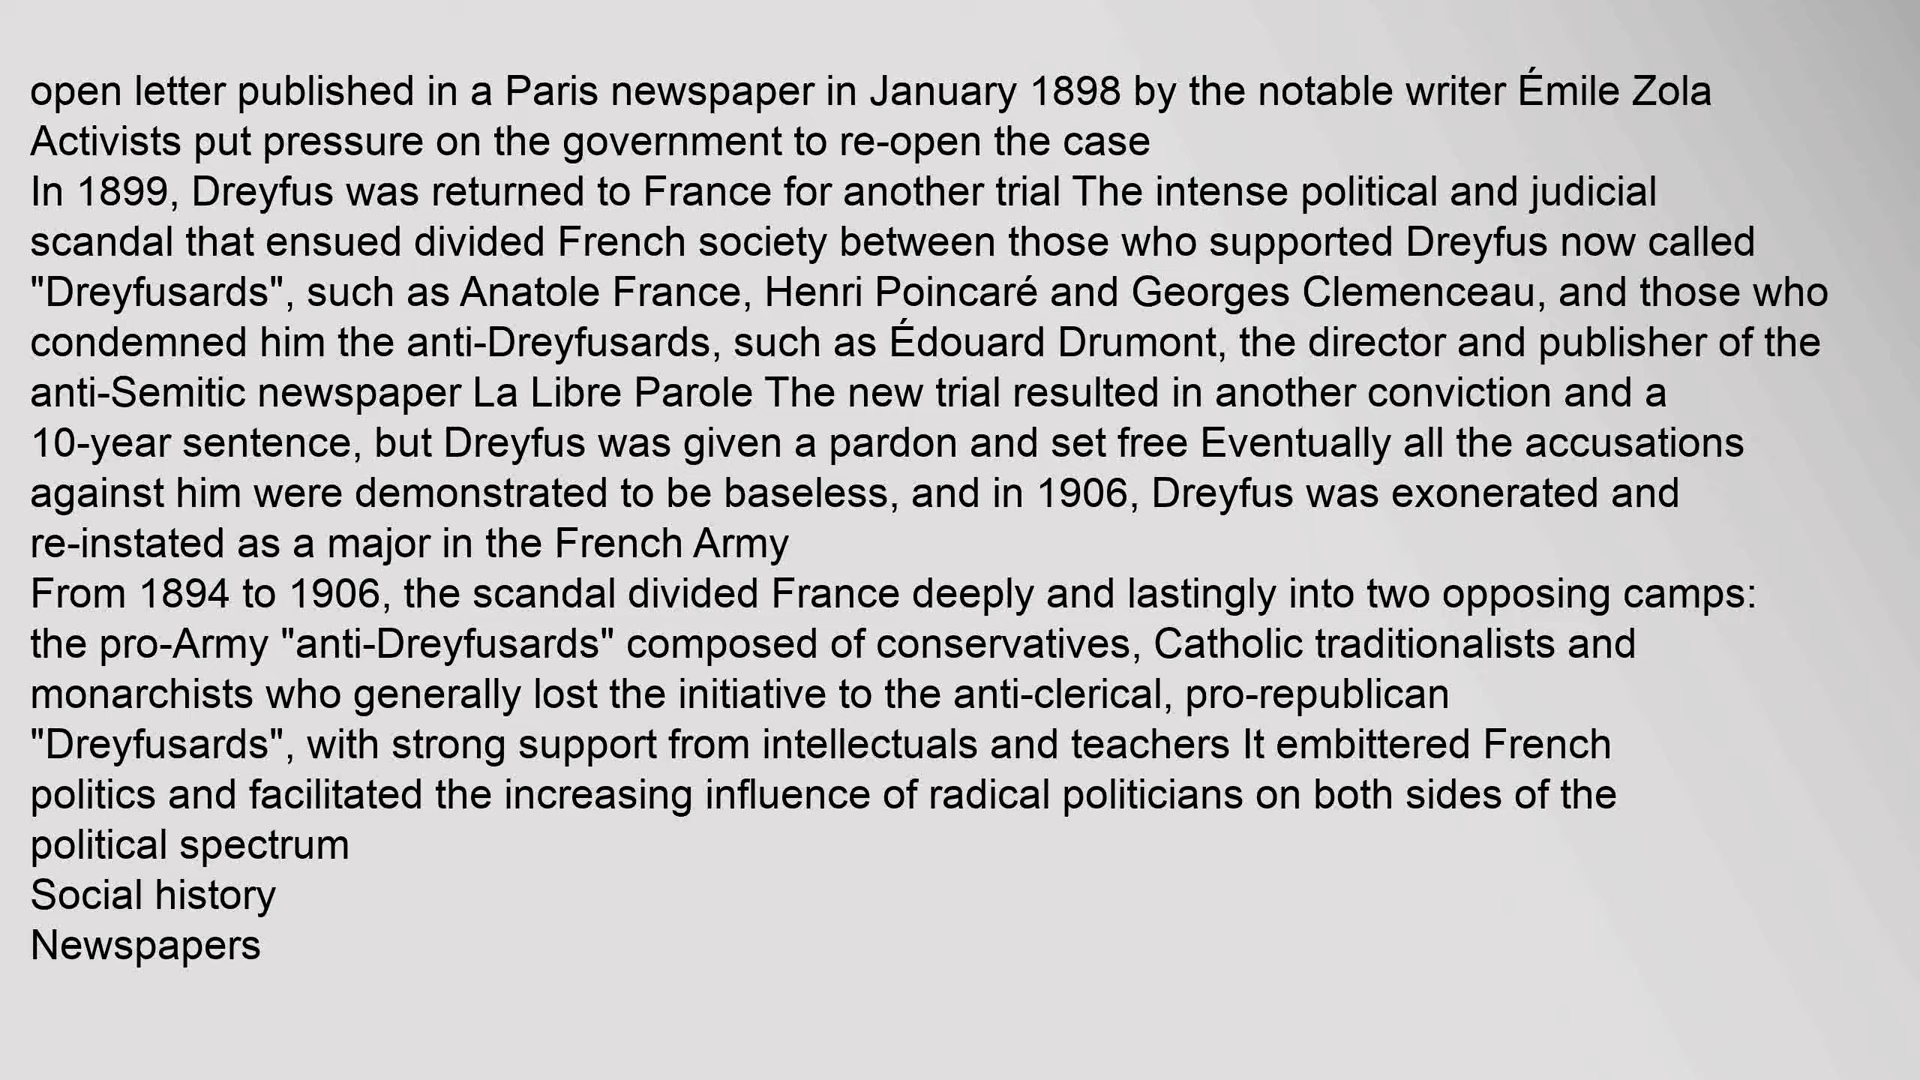 open letter published in a Paris newspaper in January 1898 by the notable writer Émile Zola
Activists put pressure on the government to re-open the case
In 1899, Dreyfus was returned to France for another trial The intense political and judicial
scandal that ensued divided French society between those who supported Dreyfus now called
"Dreyfusards", such as Anatole France, Henri Poincaré and Georges Clemenceau, and those who
condemned him the anti-Dreyfusards, such as Édouard Drumont, the director and publisher of the
anti-Semitic newspaper La Libre Parole The new trial resulted in another conviction and a
10-year sentence, but Dreyfus was given a pardon and set free Eventually all the accusations
against him were demonstrated to be baseless, and in 1906, Dreyfus was exonerated and
re-instated as a major in the French Army
From 1894 to 1906, the scandal divided France deeply and lastingly into two opposing camps:
the pro-Army "anti-Dreyfusards" composed of conservatives, Catholic traditionalists and
monarchists who generally lost the initiative to the anti-clerical, pro-republican
"Dreyfusards", with strong support from intellectuals and teachers It embittered French
politics and facilitated the increasing influence of radical politicians on both sides of the
political spectrum
Social history
Newspapers